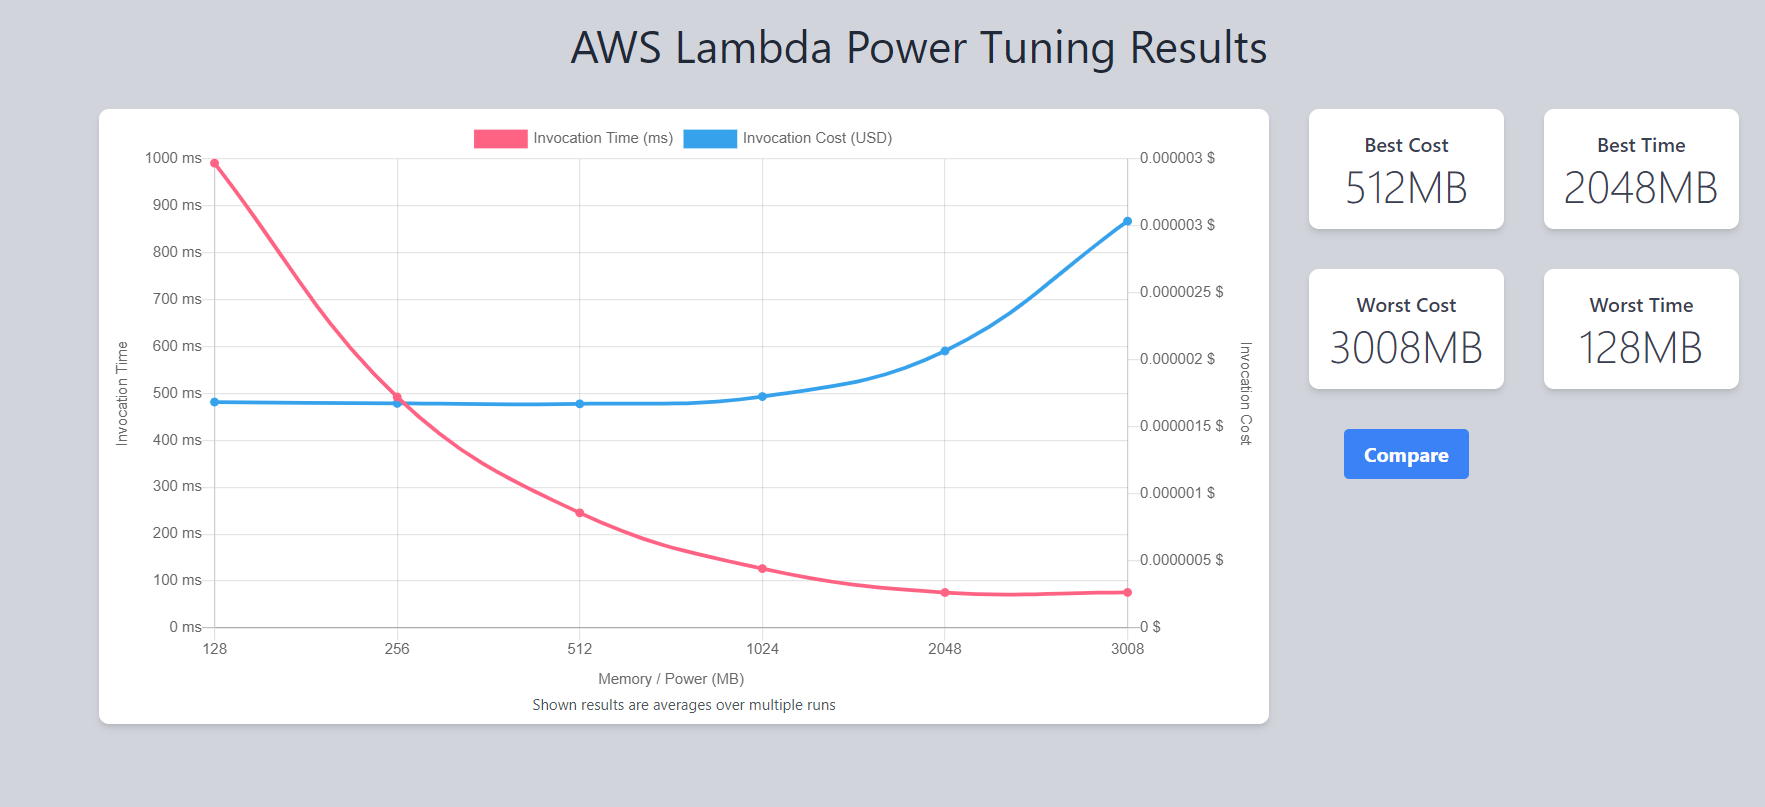 AWS Lambda Power Tuning Results
Invocation Time (ms)
Invocation Cost (USD)
1000 ms
900 ms
800 ms
700 ms
600 ms
500 ms
400 ms
300 ms
200 ms
100 ms
0 ms
Invocation Time
0.000003 $
0.000003 $
0.0000025 $
0.000002 $
0.0000015 $
0.000001 $
0.0000005 $
0 $
Invocation Cost
128
256
512
1024
2048
3008
Memory / Power (MB)
Shown results are averages over multiple runs
Best Cost
512MB
Best Time
2048MB
Worst Cost
3008MB
Worst Time
128MB
Compare